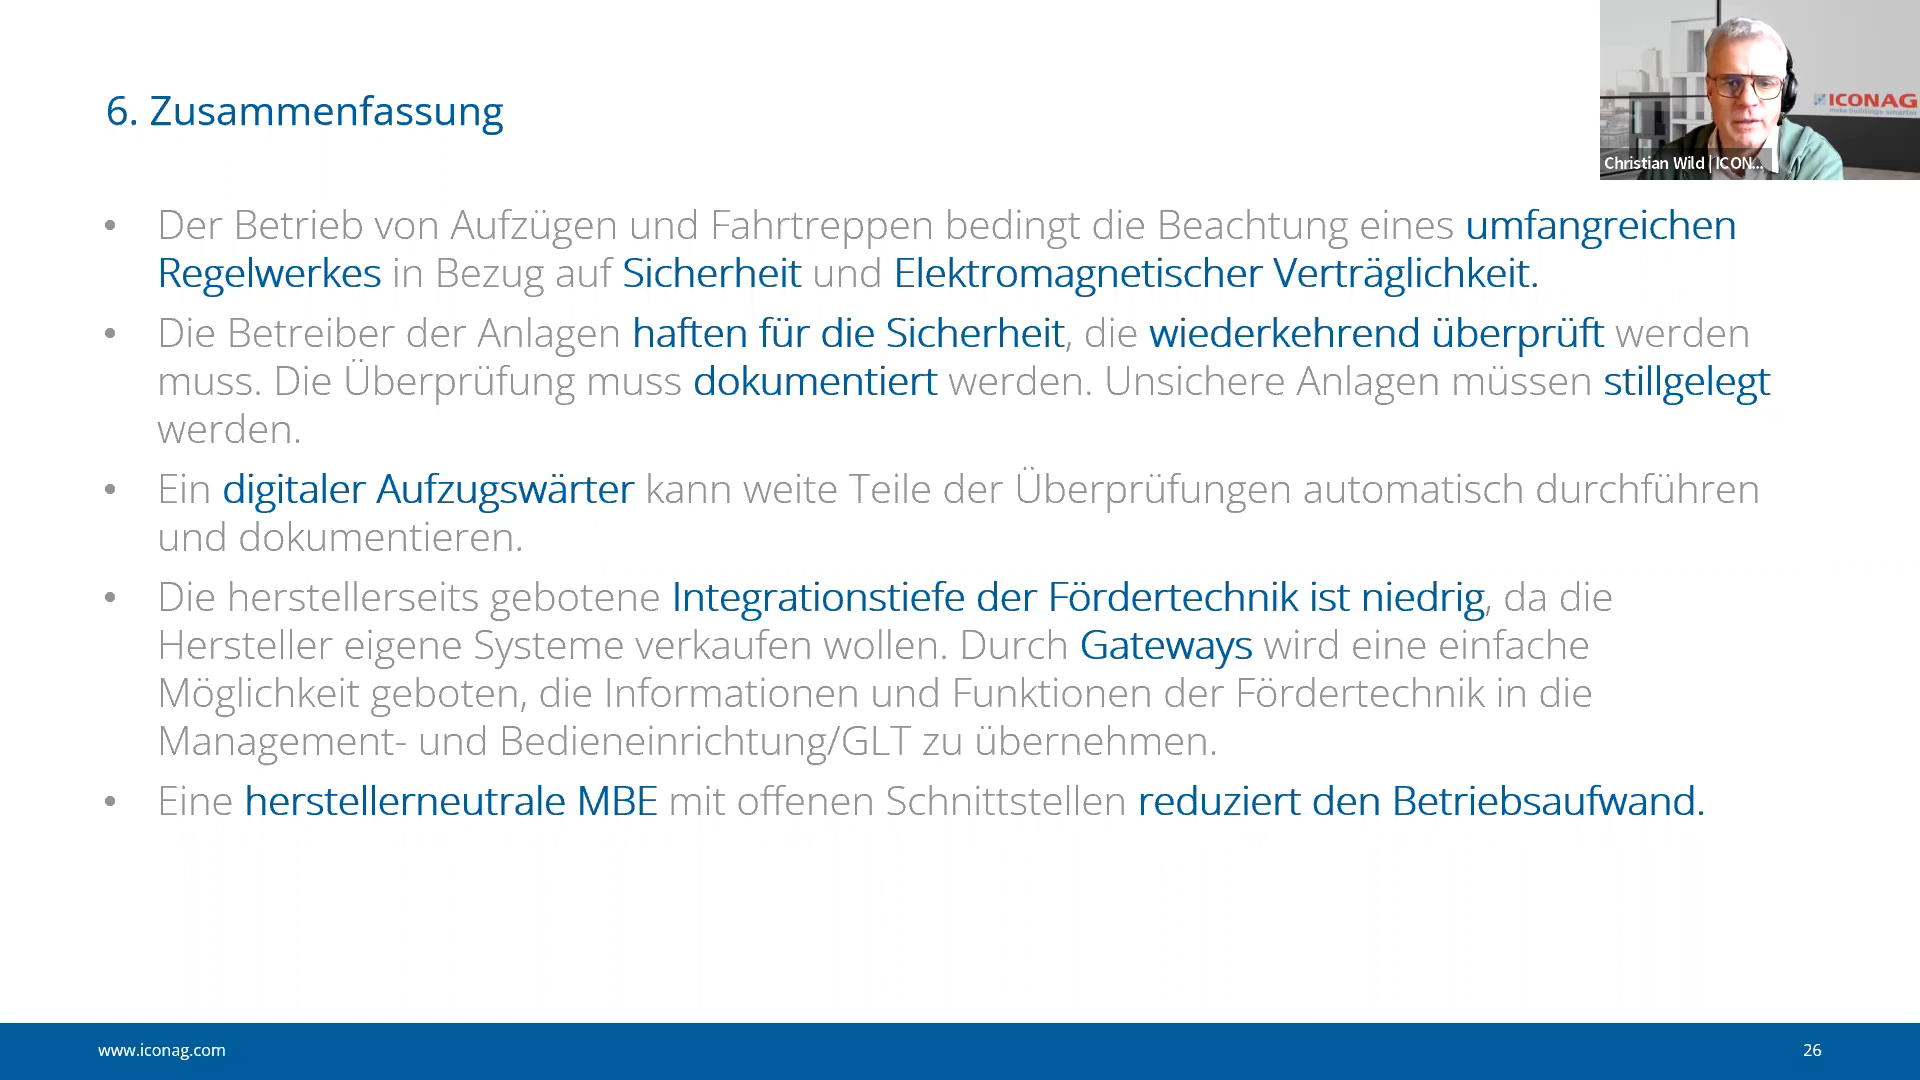 6. Zusammenfassung
ICONAG
make buildings smarter
Christian Wild | ICON...
• Der Betrieb von Aufzügen und Fahrtreppen bedingt die Beachtung eines umfangreichen
Regelwerkes in Bezug auf Sicherheit und Elektromagnetischer Verträglichkeit.
• Die Betreiber der Anlagen haften für die Sicherheit, die wiederkehrend überprüft werden
muss. Die Überprüfung muss dokumentiert werden. Unsichere Anlagen müssen stillgelegt
werden.
• Ein digitaler Aufzugswärter kann weite Teile der Überprüfungen automatisch durchführen
und dokumentieren.
• Die herstellerseits gebotene Integrationstiefe der Fördertechnik ist niedrig, da die
Hersteller eigene Systeme verkaufen wollen. Durch Gateways wird eine einfache
Möglichkeit geboten, die Informationen und Funktionen der Fördertechnik in die
Management- und Bedieneinrichtung/GLT zu übernehmen.
• Eine herstellerneutrale MBE mit offenen Schnittstellen reduziert den Betriebsaufwand.
www.iconag.com
26